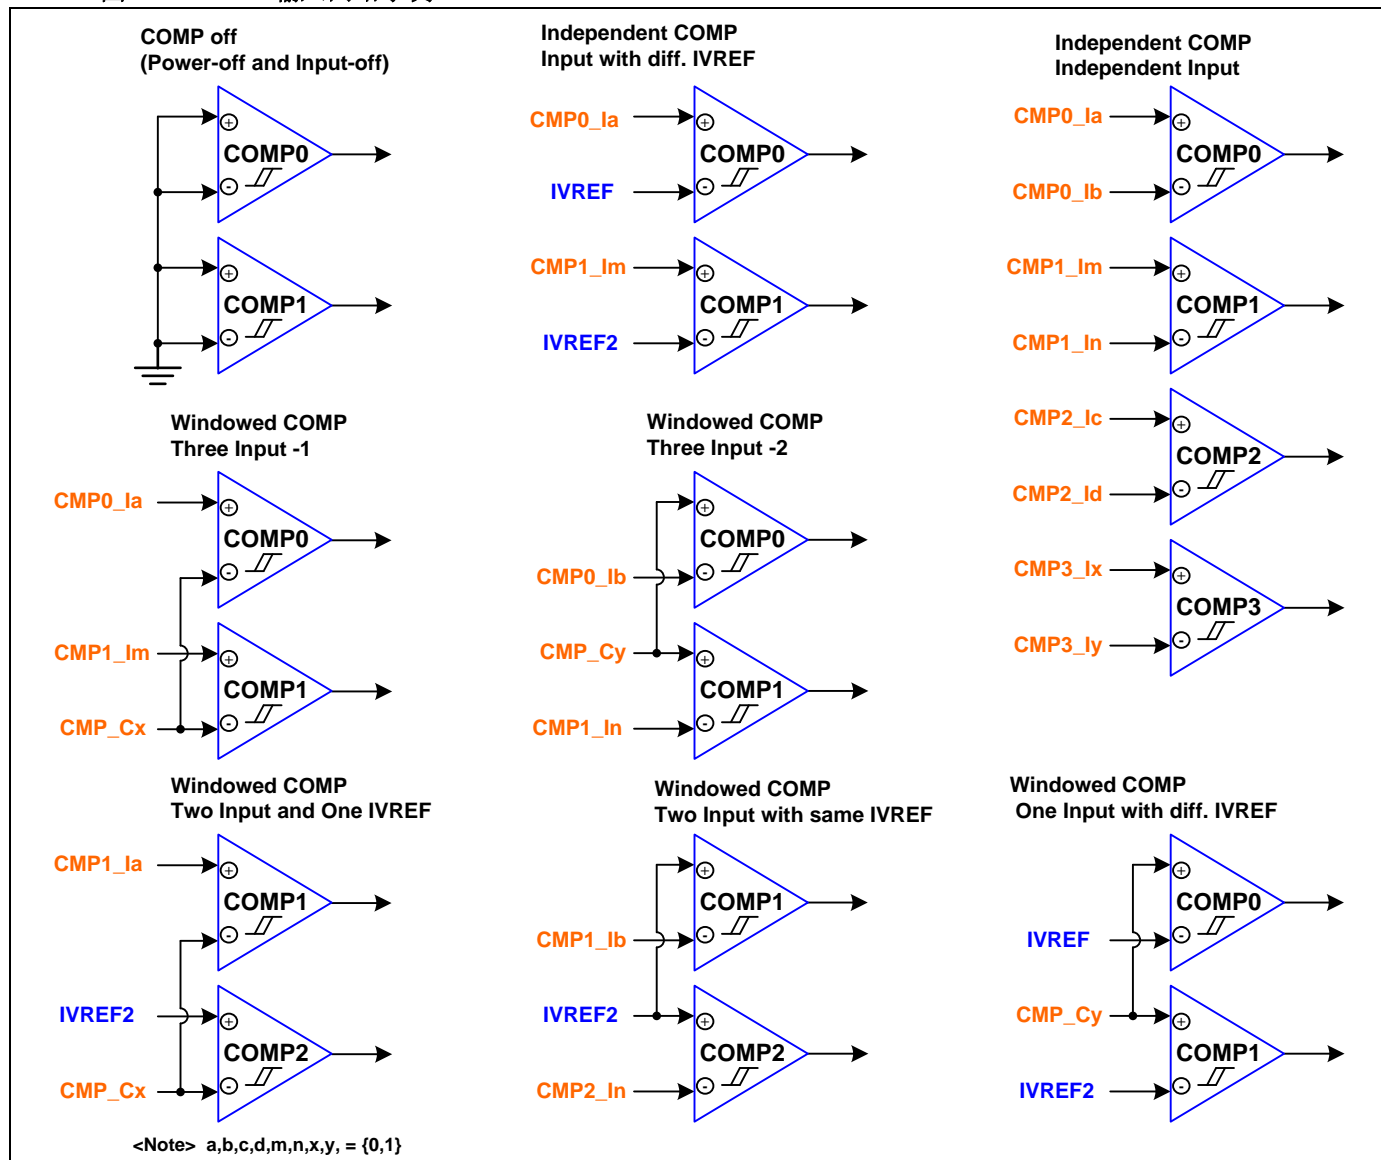 COMP off
(Power-off and Input-off)
COMP0
COMP1
Independent COMP
Input with diff. IVREF
CMP0_Ia
IVREF
COMP0
CMP1_Im
IVREF2
COMP1
Independent COMP
Independent Input
CMP0_Ia
CMP0_Ib
COMP0
CMP1_Im
CMP1_In
COMP1
CMP2_Ic
CMP2_Id
COMP2
CMP3_Ix
CMP3_Iy
COMP3
Windowed COMP
Three Input -1
CMP0_Ia
COMP0
CMP1_Im
CMP_Cx
COMP1
Windowed COMP
Three Input -2
CMP0_Ib
COMP0
CMP_Cy
CMP1_In
COMP1
Windowed COMP
Two Input and One IVREF
CMP1_Ia
COMP1
IVREF2
CMP_Cx
COMP2
Windowed COMP
Two Input with same IVREF
CMP1_Ib
COMP1
IVREF2
CMP2_In
COMP2
Windowed COMP
One Input with diff. IVREF
IVREF
COMP0
CMP_Cy
IVREF2
COMP1
<Note> a,b,c,d,m,n,x,y, = {0,1}